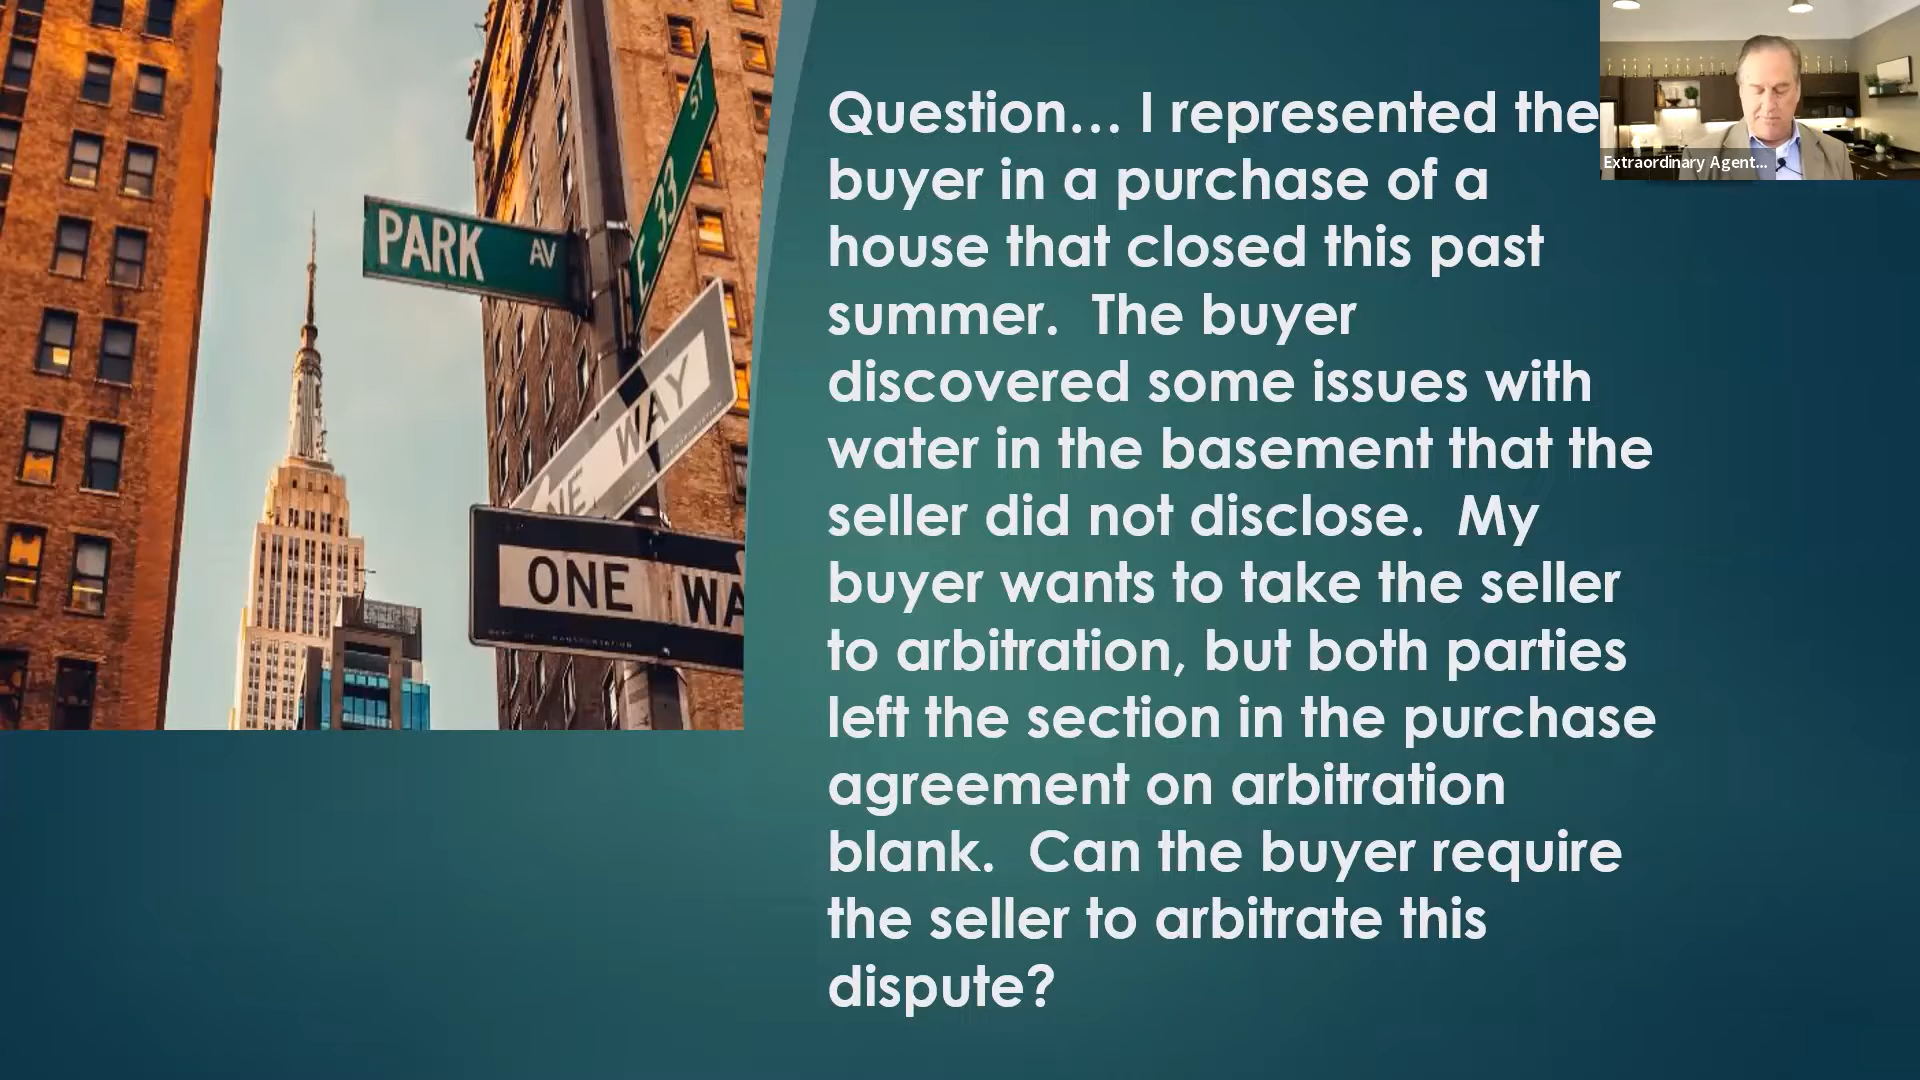 PARK AV
E 33 ST
ONE WAY
ONE WA
Question… I represented the
buyer in a purchase of a
house that closed this past
summer.  The buyer
discovered some issues with
water in the basement that the
seller did not disclose.  My
buyer wants to take the seller
to arbitration, but both parties
left the section in the purchase
agreement on arbitration
blank.  Can the buyer require
the seller to arbitrate this
dispute?
Extraordinary Agent...